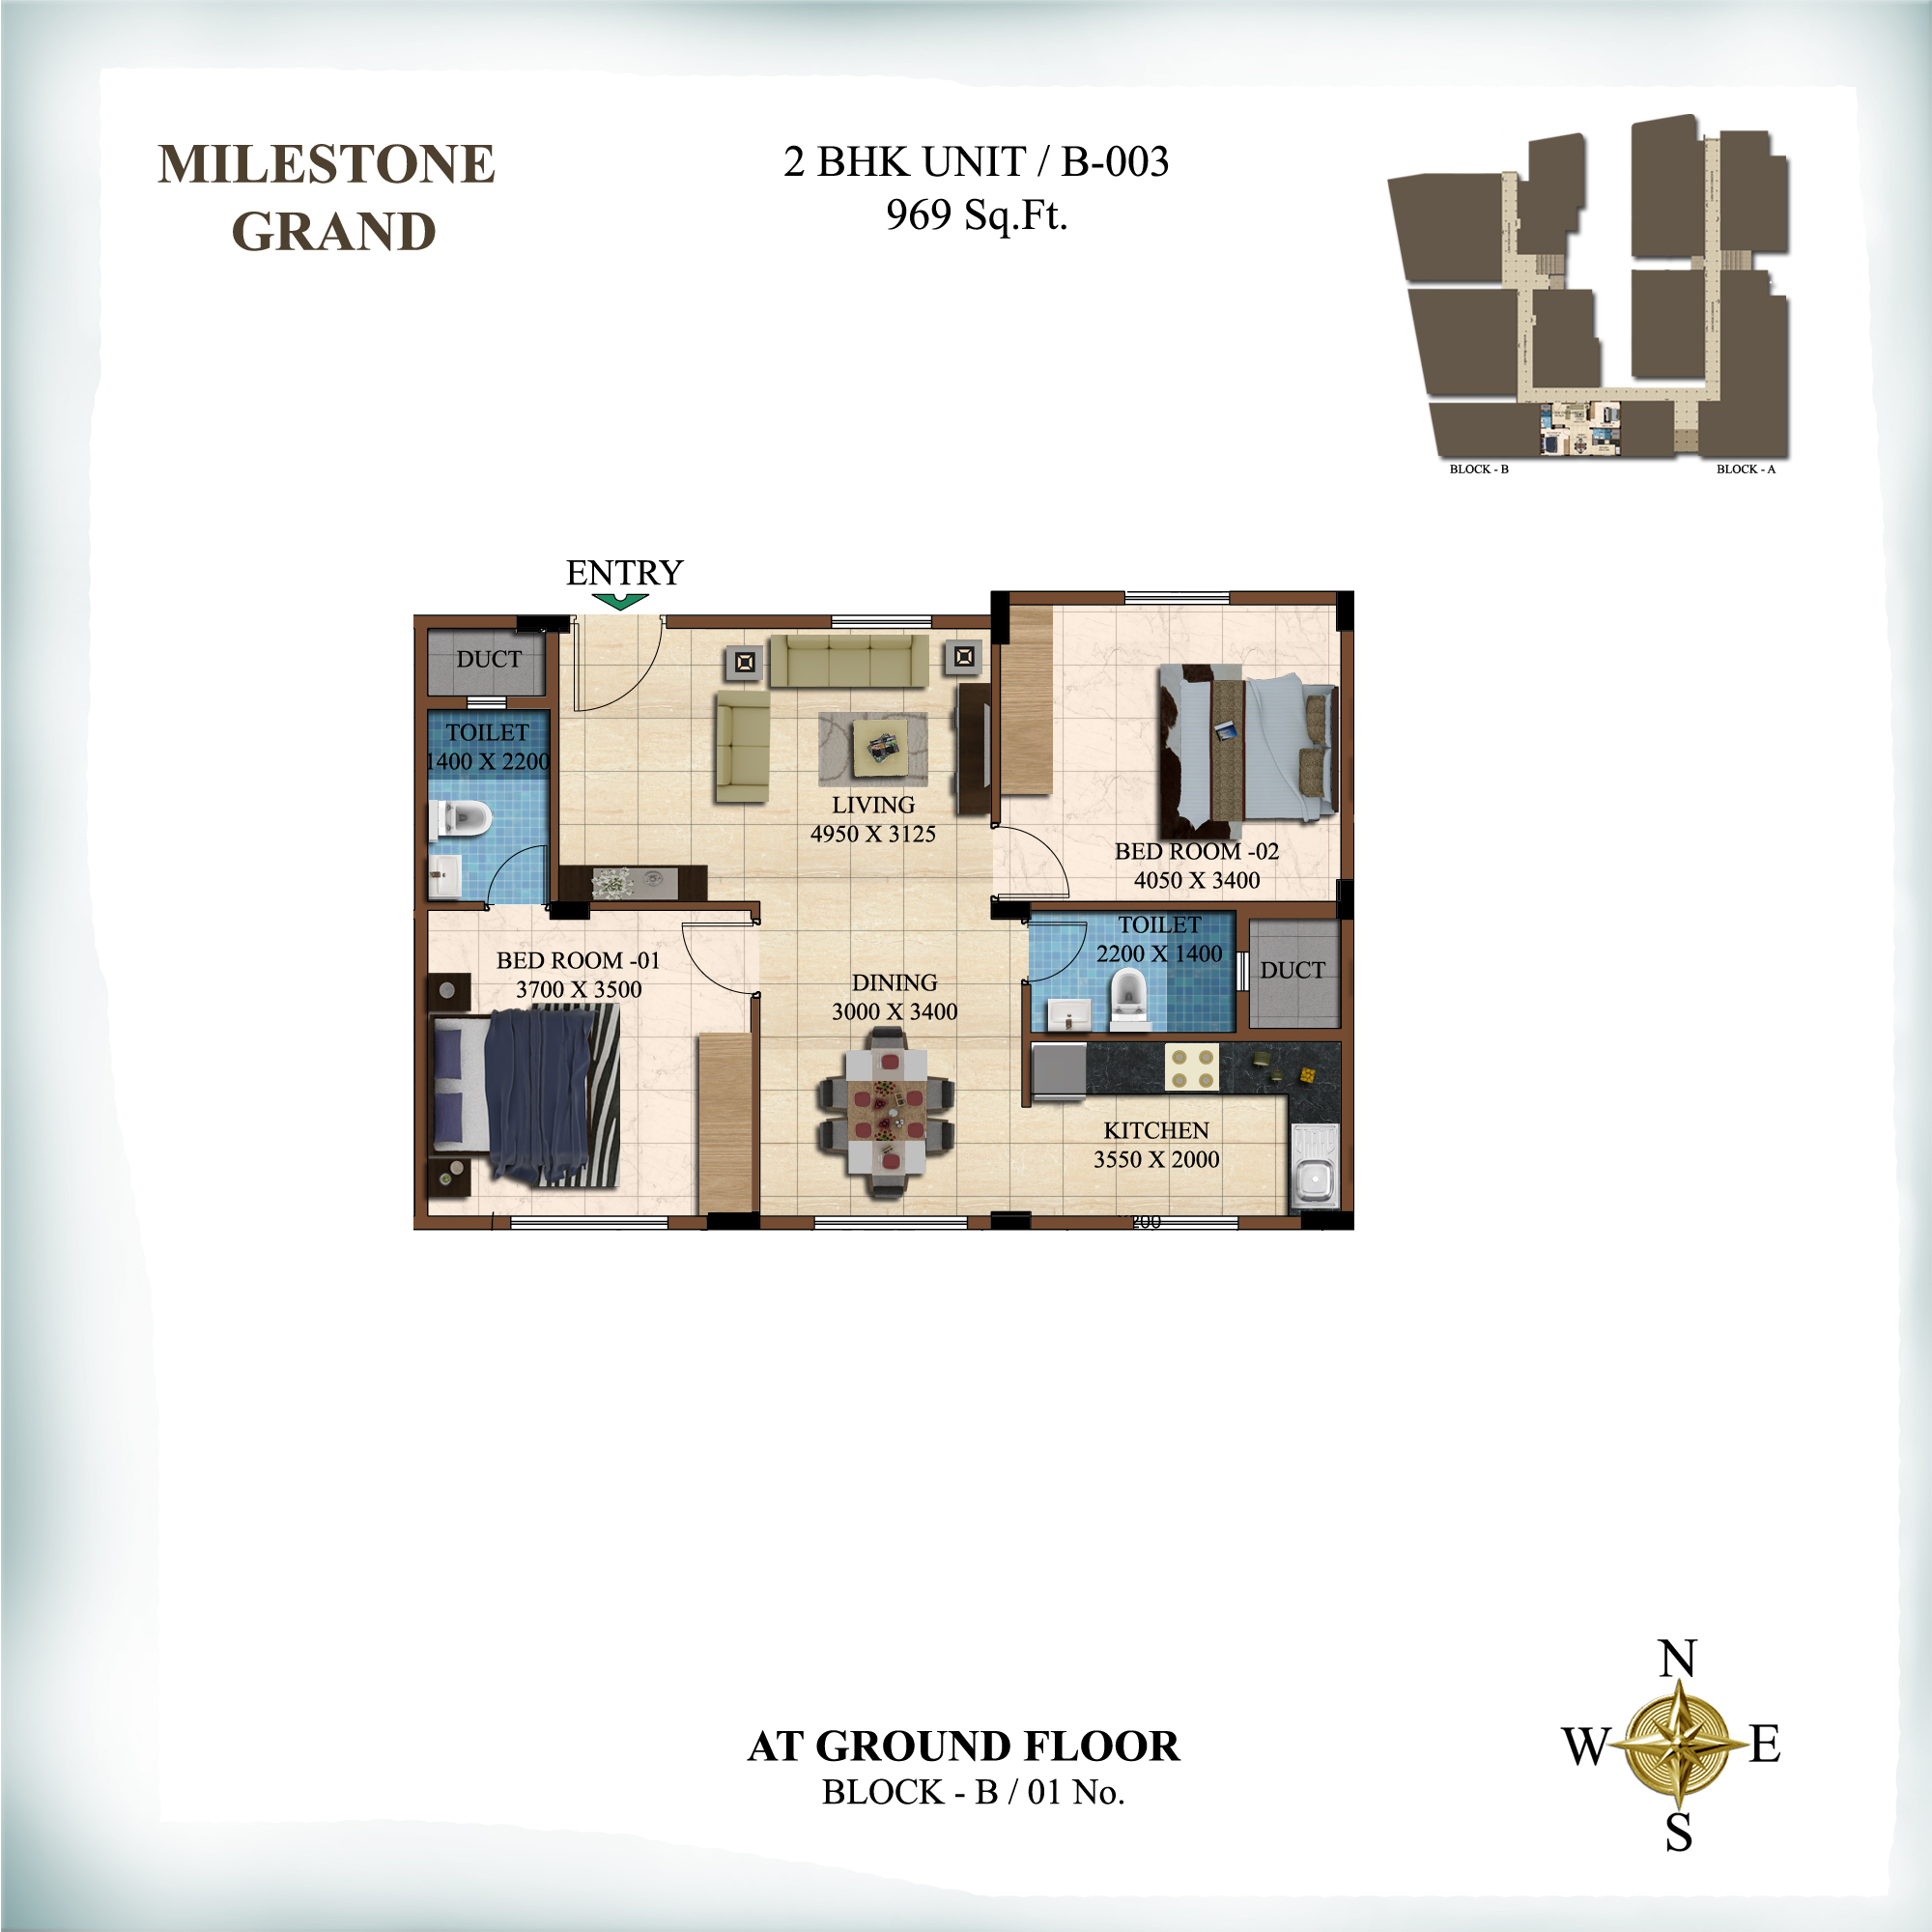 MILESTONE
GRAND
2 BHK UNIT / B-003
969 Sq.Ft.
BLOCK - B
BLOCK - A
ENTRY
DUCT
TOILET
1400 X 2200
LIVING
4950 X 3125
BED ROOM -02
4050 X 3400
BED ROOM -01
3700 X 3500
DINING
3000 X 3400
TOILET
2200 X 1400
DUCT
KITCHEN
3550 X 2000
AT GROUND FLOOR
BLOCK - B / 01 No.
N
W
E
S